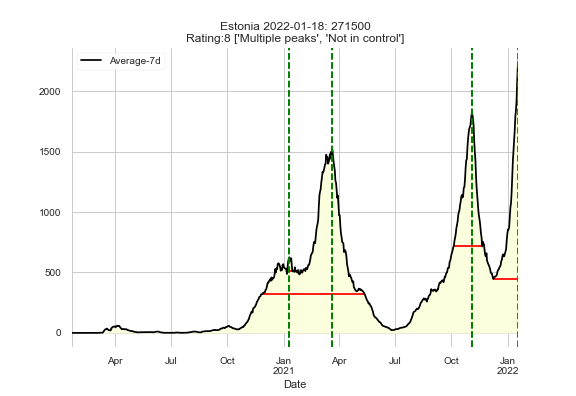 Estonia 2022-01-18: 271500
Rating:8 ['Multiple peaks', 'Not in control']
Average-7d
2000
1500
1000
500
0
Apr Jul Oct Jan Apr Jul Oct Jan
2021 2022
Date